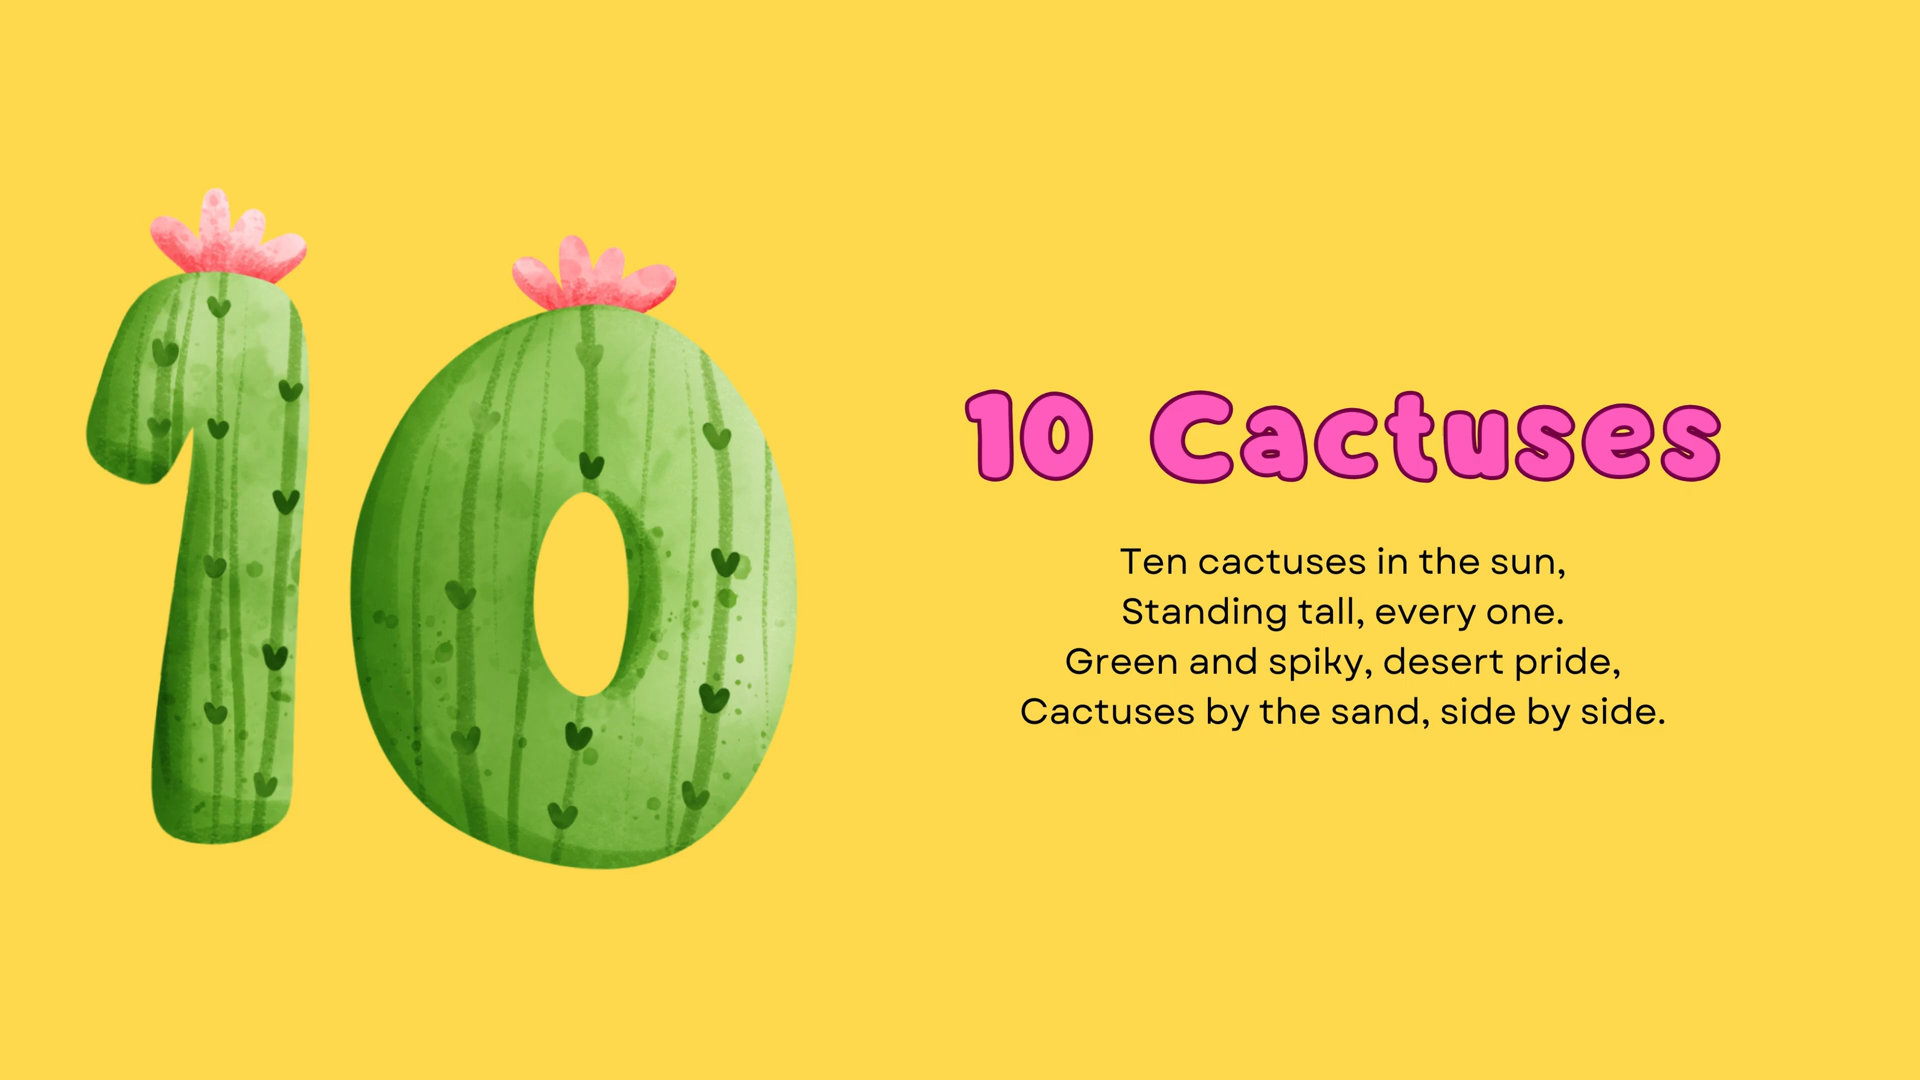 10
10 Cactuses
Ten cactuses in the sun,
Standing tall, every one.
Green and spiky, desert pride,
Cactuses by the sand, side by side.